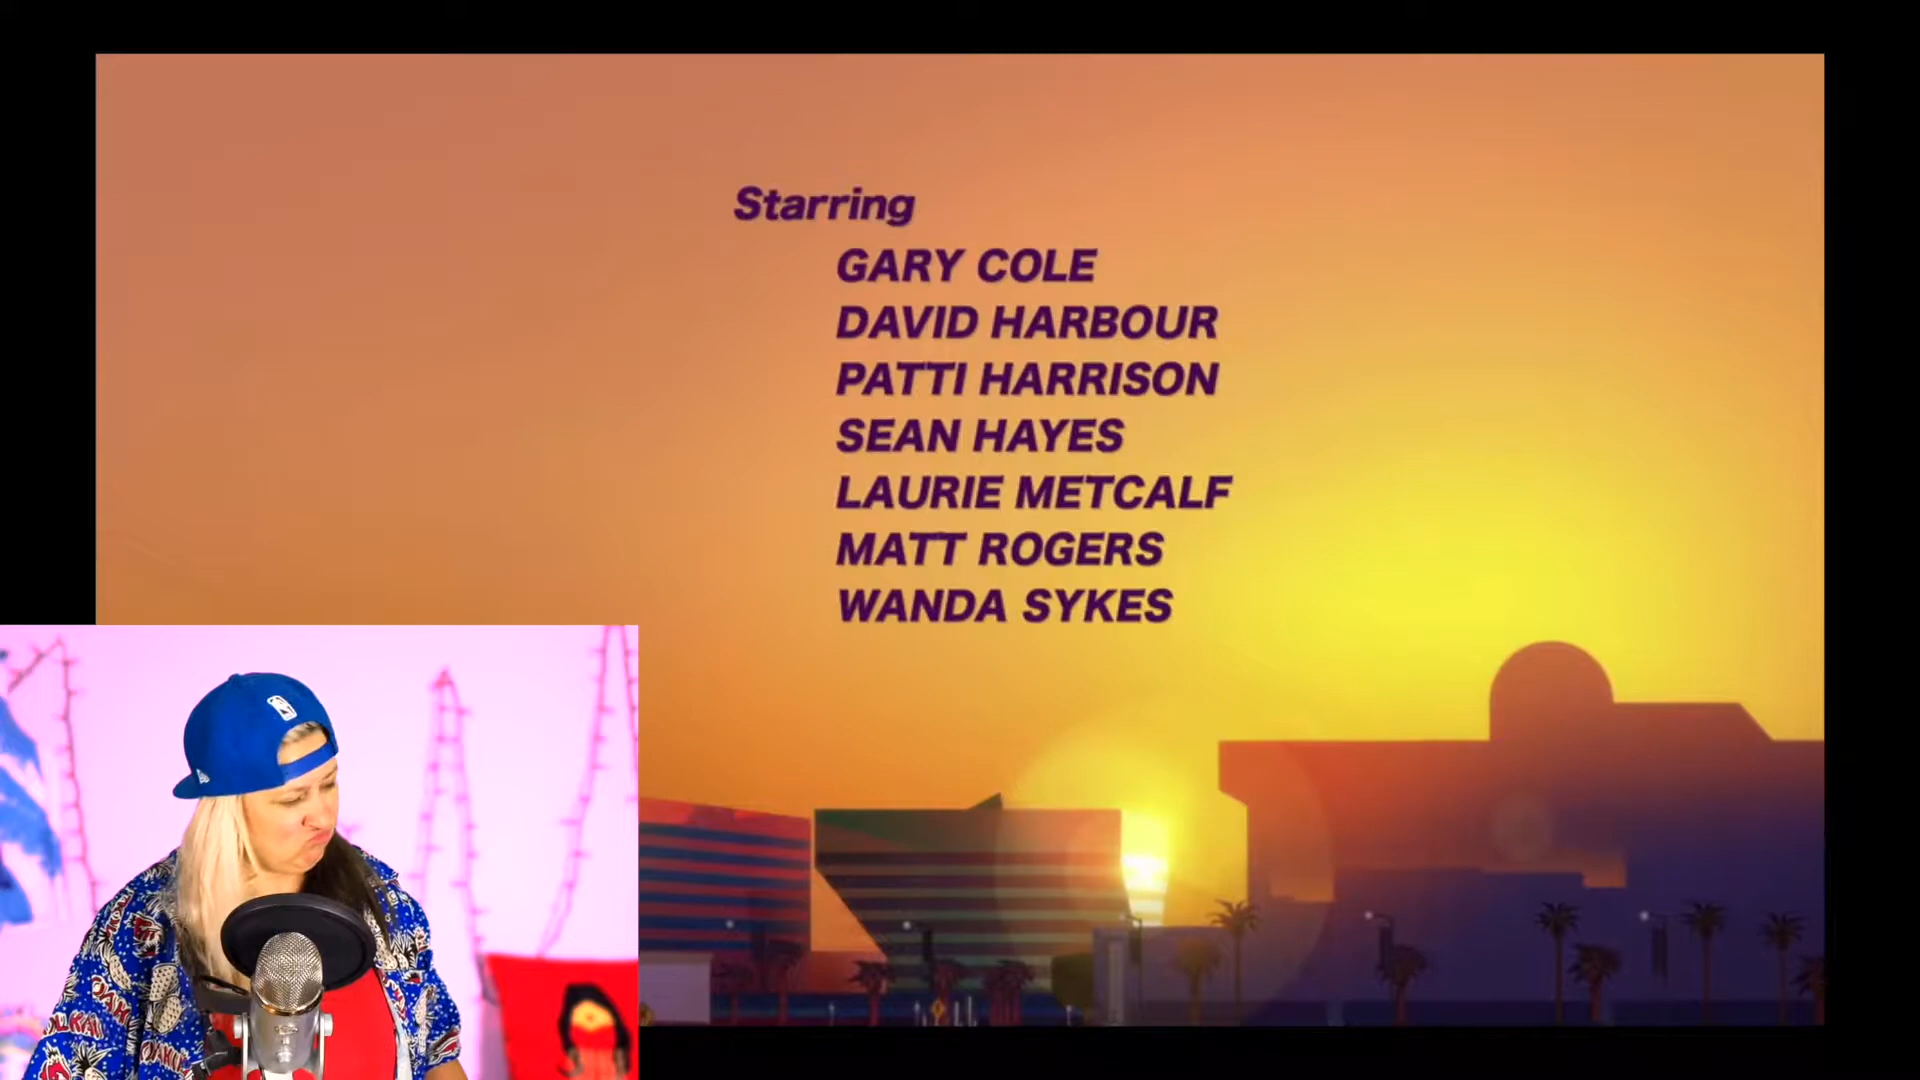 Starring
GARY COLE
DAVID HARBOUR
PATTI HARRISON
SEAN HAYES
LAURIE METCALF
MATT ROGERS
WANDA SYKES